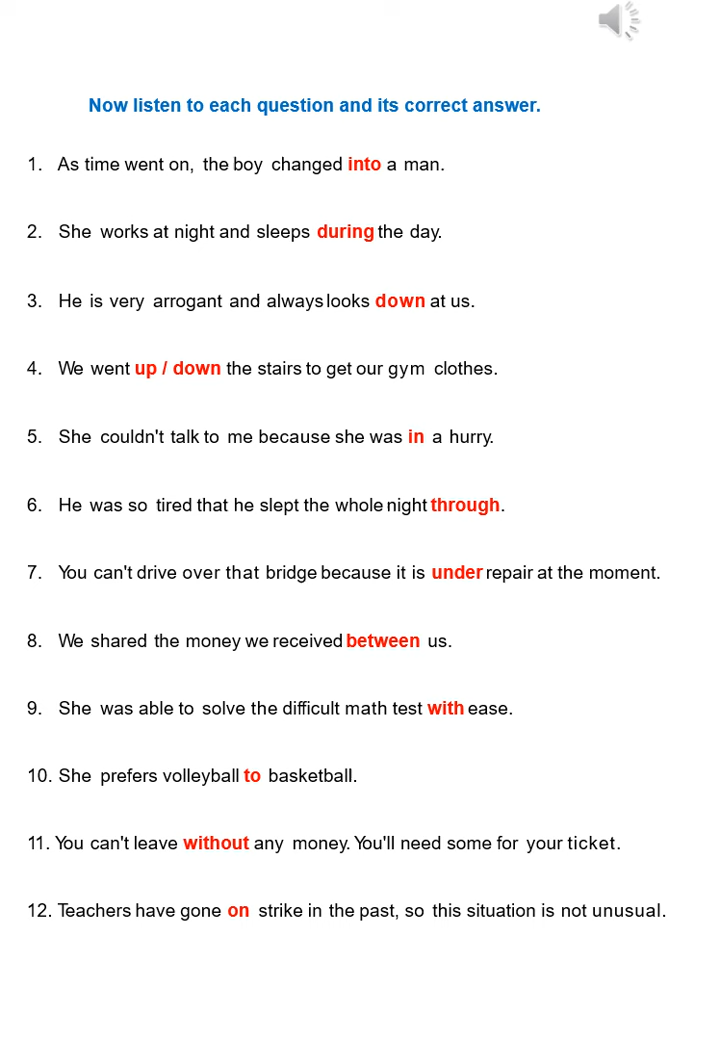 Now listen to each question and its correct answer.
1. As time went on, the boy changed into a man.
2. She works at night and sleeps during the day.
3. He is very arrogant and always looks down at us.
4. We went up / down the stairs to get our gym clothes.
5. She couldn't talk to me because she was in a hurry.
6. He was so tired that he slept the whole night through.
7. You can't drive over that bridge because it is under repair at the moment.
8. We shared the money we received between us.
9. She was able to solve the difficult math test with ease.
10. She prefers volleyball to basketball.
11. You can't leave without any money. You'll need some for your ticket.
12. Teachers have gone on strike in the past, so this situation is not unusual.